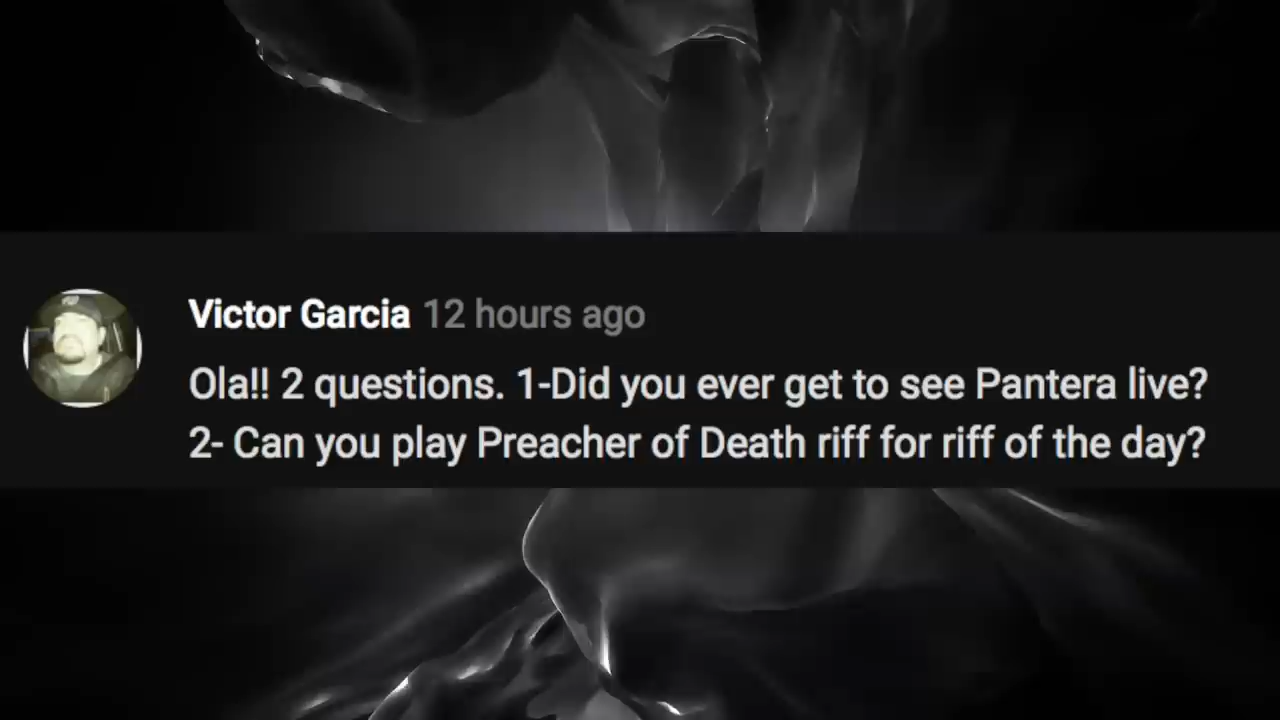 Victor Garcia 12 hours ago
Ola!! 2 questions. 1-Did you ever get to see Pantera live?
2- Can you play Preacher of Death riff for riff of the day?